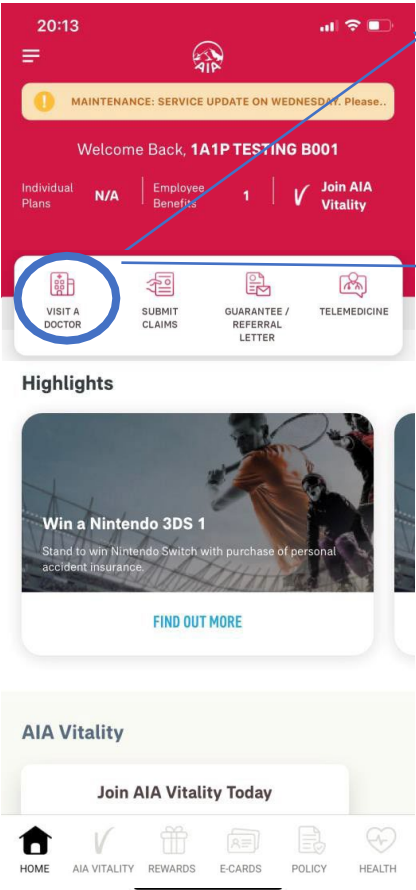 20:13
AIA
MAINTENANCE: SERVICE UPDATE ON WEDNESDAY. Please..
Welcome Back, 1A1P TESTING B001
Individual Plans N/A Employee Benefits 1 Join AIA Vitality
VISIT A DOCTOR
SUBMIT CLAIMS
GUARANTEE / REFERRAL LETTER
TELEMEDICINE
Highlights
Win a Nintendo 3DS 1
Stand to win Nintendo Switch with purchase of personal
accident insurance.
FIND OUT MORE
AIA Vitality
Join AIA Vitality Today
HOME AIA VITALITY REWARDS E-CARDS POLICY HEALTH